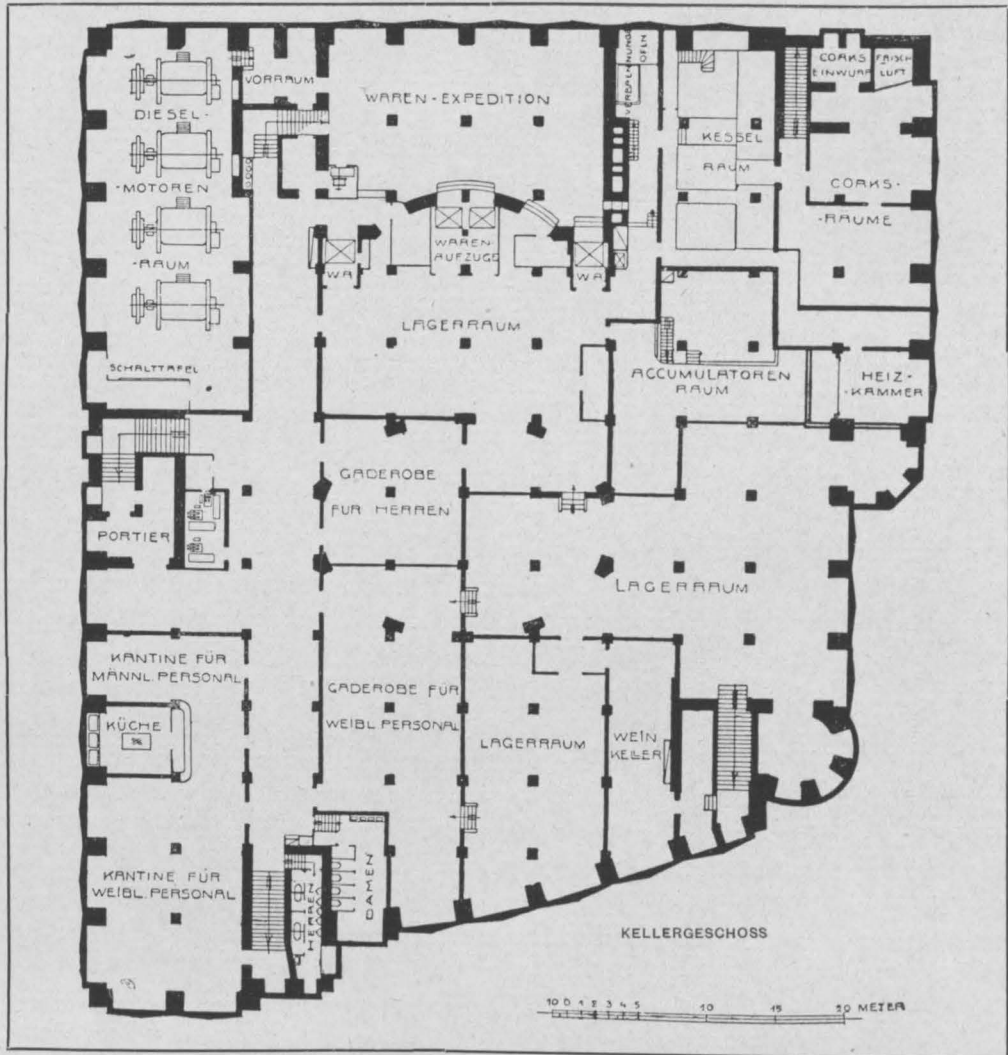 VORRAUM
WAREN-EXPEDITION
VERBRENNUNGS
OFEN
CORKS
EINWURF
FRISCH
LUFT
DIESEL-
-MOTOREN
-RAUM
KESSEL
RAUM
CORKS-
-RÄUME
WAREN-
AUFZÜGE
W.A.
W.A.
LAGERRAUM
SCHALTTAFEL
ACCUMULATOREN
RAUM
HEIZ-
KAMMER
GADEROBE
FÜR HERREN
PORTIER
LAGERRAUM
KANTINE FÜR
MÄNNL. PERSONAL
GADEROBE FÜR
WEIBL. PERSONAL
KÜCHE
LAGERRAUM
WEIN
KELLER
KANTINE FÜR
WEIBL. PERSONAL
HERREN
DAMEN
KELLERGESCHOSS
10 0 1 2 3 4 5 10 15 20 METER